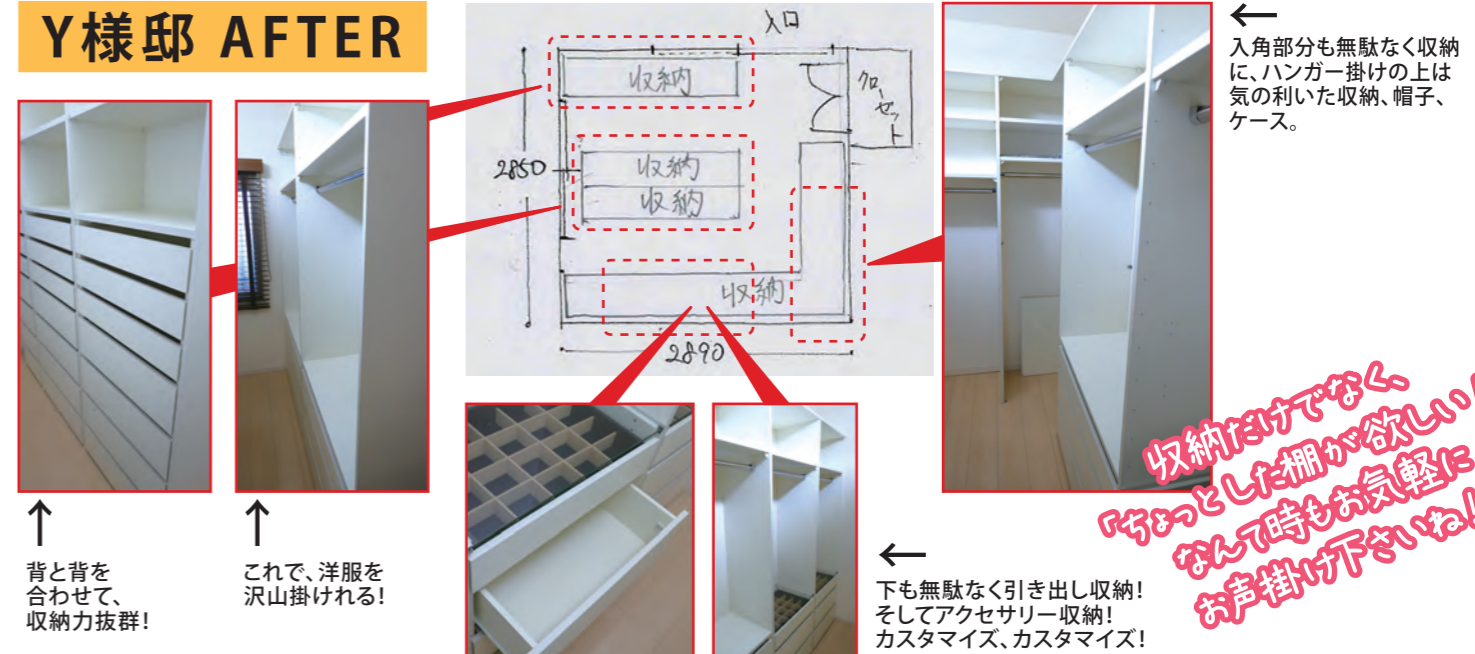 Y様邸 AFTER
入口
収納
クローゼット
2850
収納
収納
収納
2890
←
入角部分も無駄なく収納
に、ハンガー掛けの上は
気の利いた収納、帽子、
ケース。
↑
背と背を
合わせて、
収納力抜群!
↑
これで、洋服を
沢山掛けれる!
←
下も無駄なく引き出し収納!
そしてアクセサリー収納!
カスタマイズ、カスタマイズ!
収納だけでなく、
「ちょっとした棚が欲しい
なんて時もお気軽に
お声掛け下さいね!